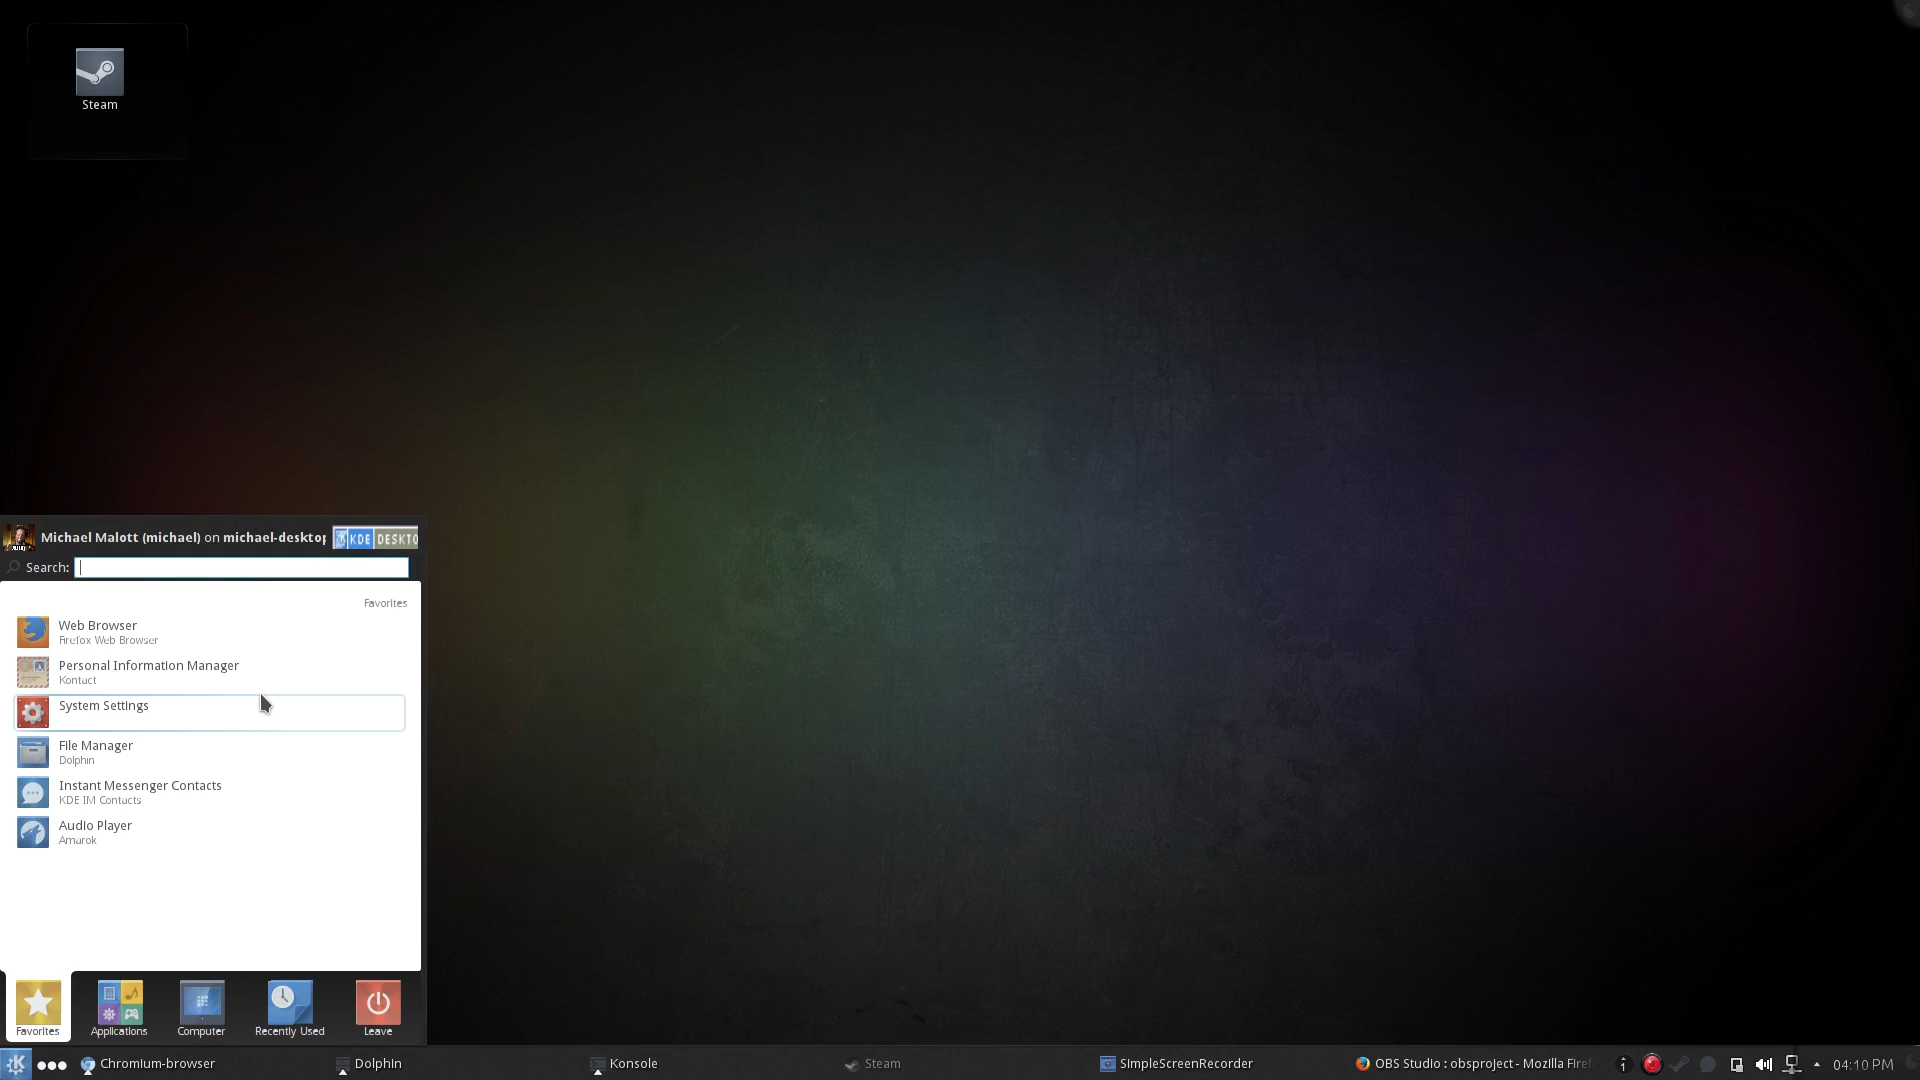 Steam
Michael Malott (michael) on michael-desktop
KDE DESKTO
Search:
Favorites
Web Browser
Firefox Web Browser
Personal Information Manager
Kontact
System Settings
File Manager
Dolphin
Instant Messenger Contacts
KDE IM Contacts
Audio Player
Amarok
Favorites
Applications
Computer
Recently Used
Leave
Chromium-browser
Dolphin
Konsole
Steam
SimpleScreenRecorder
OBS Studio : obsproject - Mozilla Firef
1
04:10 PM